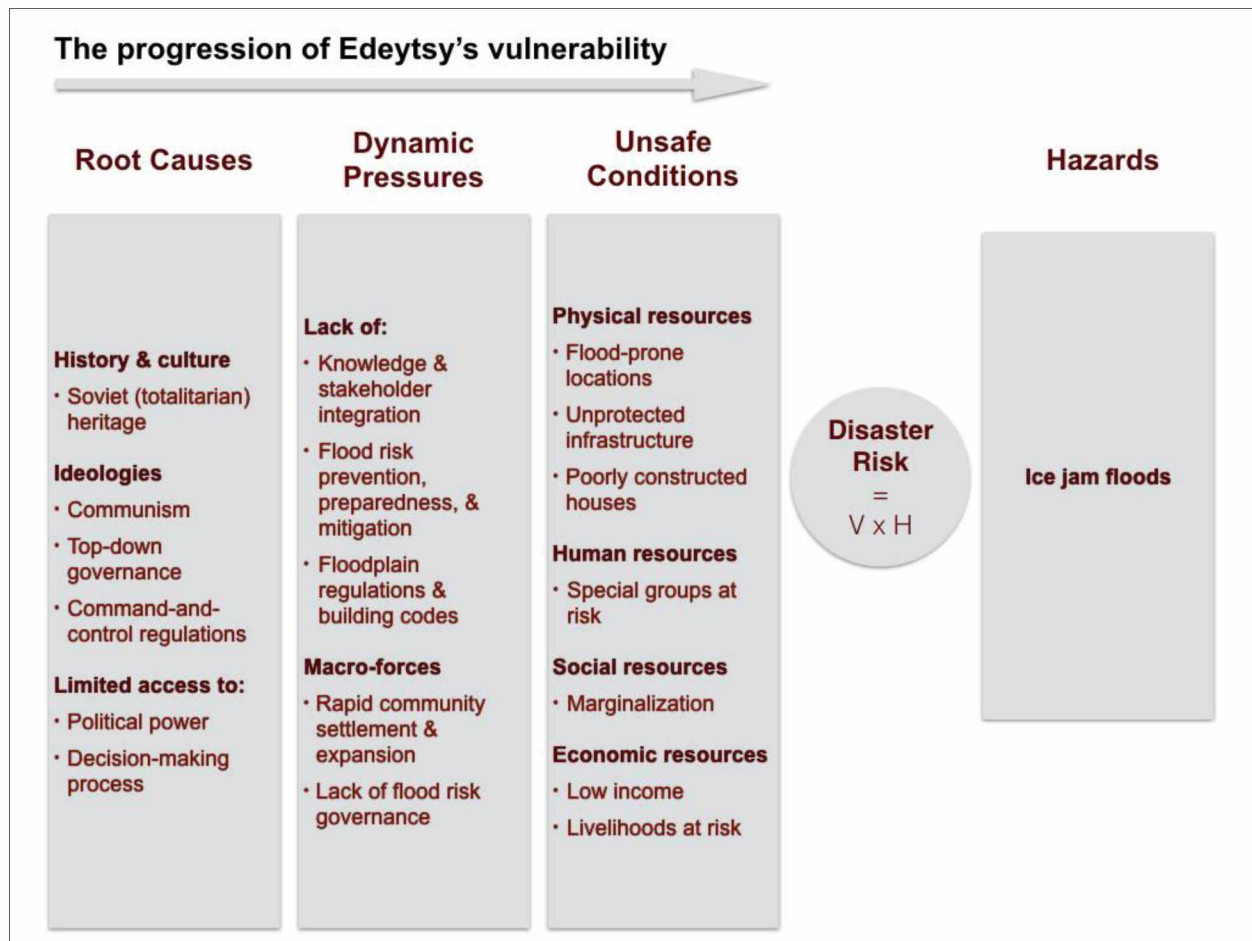 The progression of Edeytsy's vulnerability
Root Causes
History & culture
· Soviet (totalitarian)
heritage
Ideologies
· Communism
· Top-down
governance
· Command-and-
control regulations
Limited access to:
· Political power
· Decision-making
process
Dynamic
Pressures
Lack of:
· Knowledge &
stakeholder
integration
· Flood risk
prevention,
preparedness, &
mitigation
· Floodplain
regulations &
building codes
Macro-forces
· Rapid community
settlement &
expansion
· Lack of flood risk
governance
Unsafe
Conditions
Physical resources
· Flood-prone
locations
· Unprotected
infrastructure
· Poorly constructed
houses
Human resources
· Special groups at
risk
Social resources
· Marginalization
Economic resources
· Low income
· Livelihoods at risk
Disaster
Risk
=
V x H
Hazards
Ice jam floods